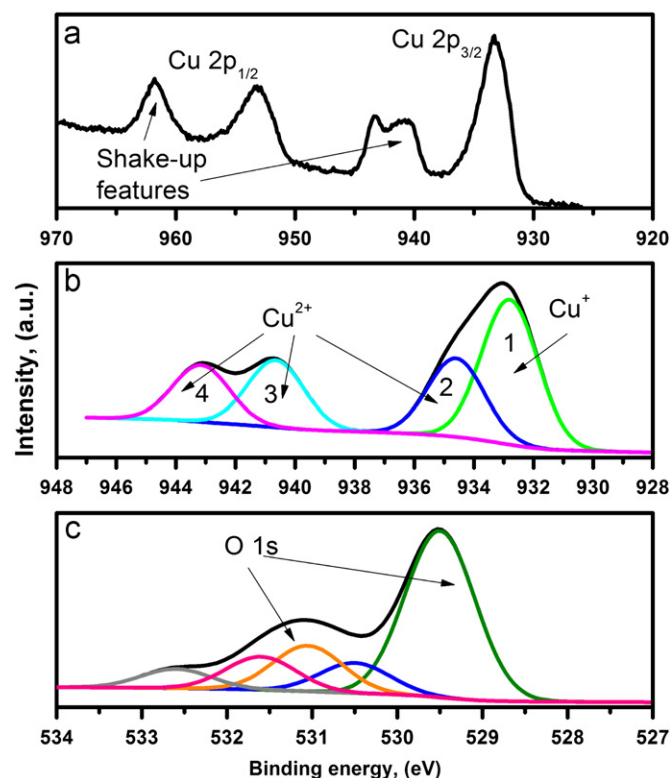 a
Cu 2p1/2
Cu 2p3/2
Shake-up
features
970 960 950 940 930 920
b
Cu2+
Cu+
1
2
3
4
948 946 944 942 940 938 936 934 932 930 928
Intensity, (a.u.)
c
O 1s
534 533 532 531 530 529 528 527
Binding energy, (eV)